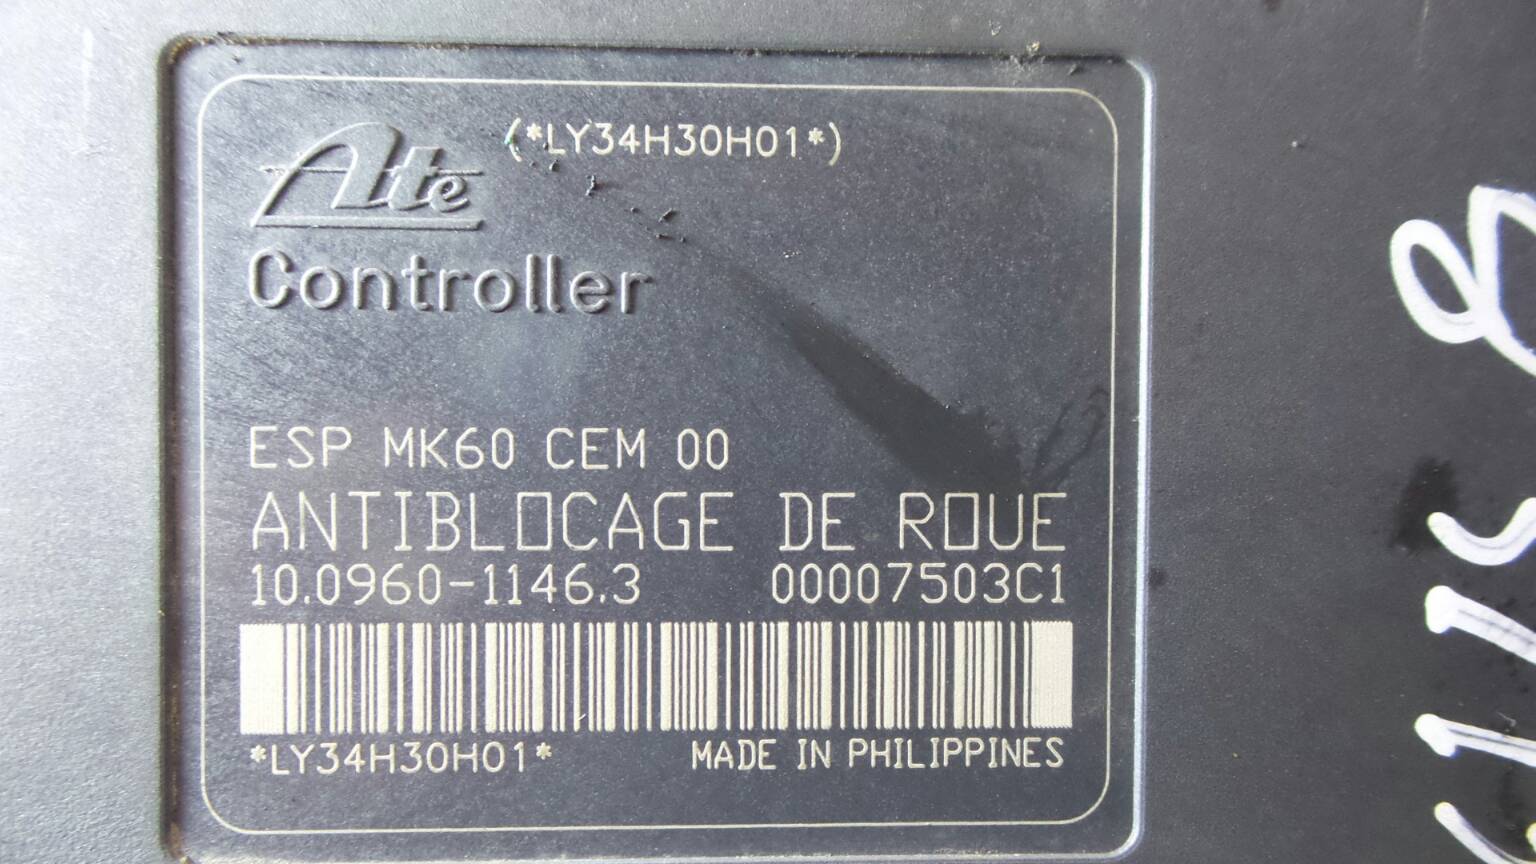 Ate
(*LY34H30H01*)
Controller
ESP MK60 CEM 00
ANTIBLOCAGE DE ROUE
10.0960-1146.3 00007503C1
*LY34H30H01*
MADE IN PHILIPPINES